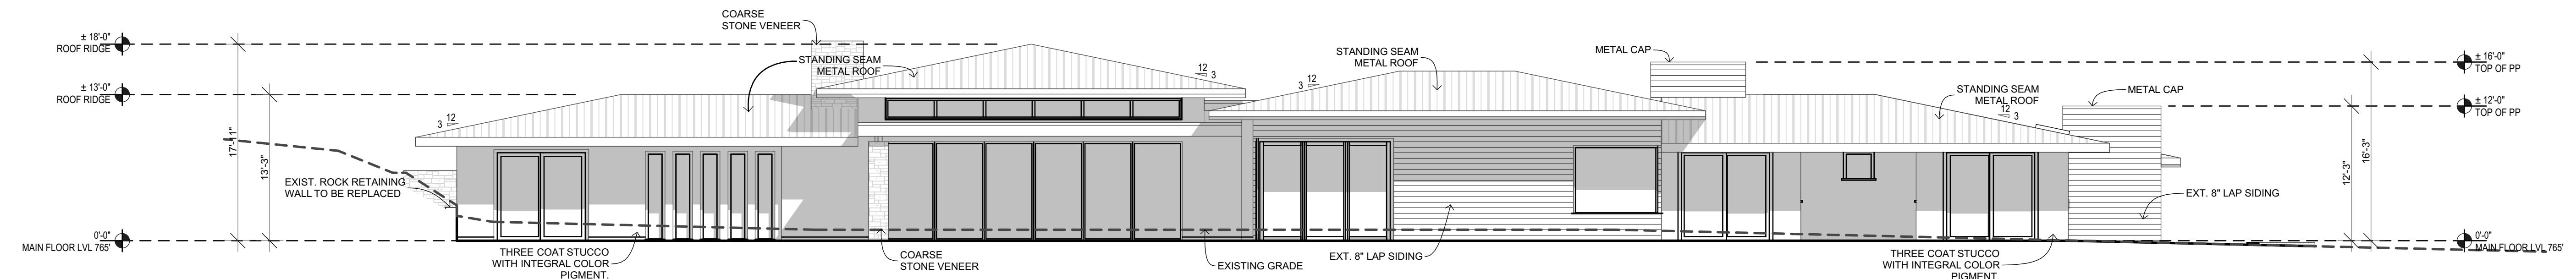 COARSE
STONE VENEER
± 18'-0"
ROOF RIDGE
STANDING SEAM
METAL ROOF
STANDING SEAM
METAL ROOF
METAL CAP
± 16'-0"
TOP OF PP
12
3
12
3
± 13'-0"
ROOF RIDGE
STANDING SEAM
METAL ROOF
METAL CAP
± 12'-0"
TOP OF PP
12
3
12
3
17'-11"
13'-3"
12'-3"
16'-3"
EXIST. ROCK RETAINING
WALL TO BE REPLACED
EXT. 8" LAP SIDING
0'-0"
MAIN FLOOR LVL 765'
THREE COAT STUCCO
WITH INTEGRAL COLOR
PIGMENT.
COARSE
STONE VENEER
EXISTING GRADE
EXT. 8" LAP SIDING
THREE COAT STUCCO
WITH INTEGRAL COLOR
PIGMENT.
0'-0"
MAIN FLOOR LVL 765'